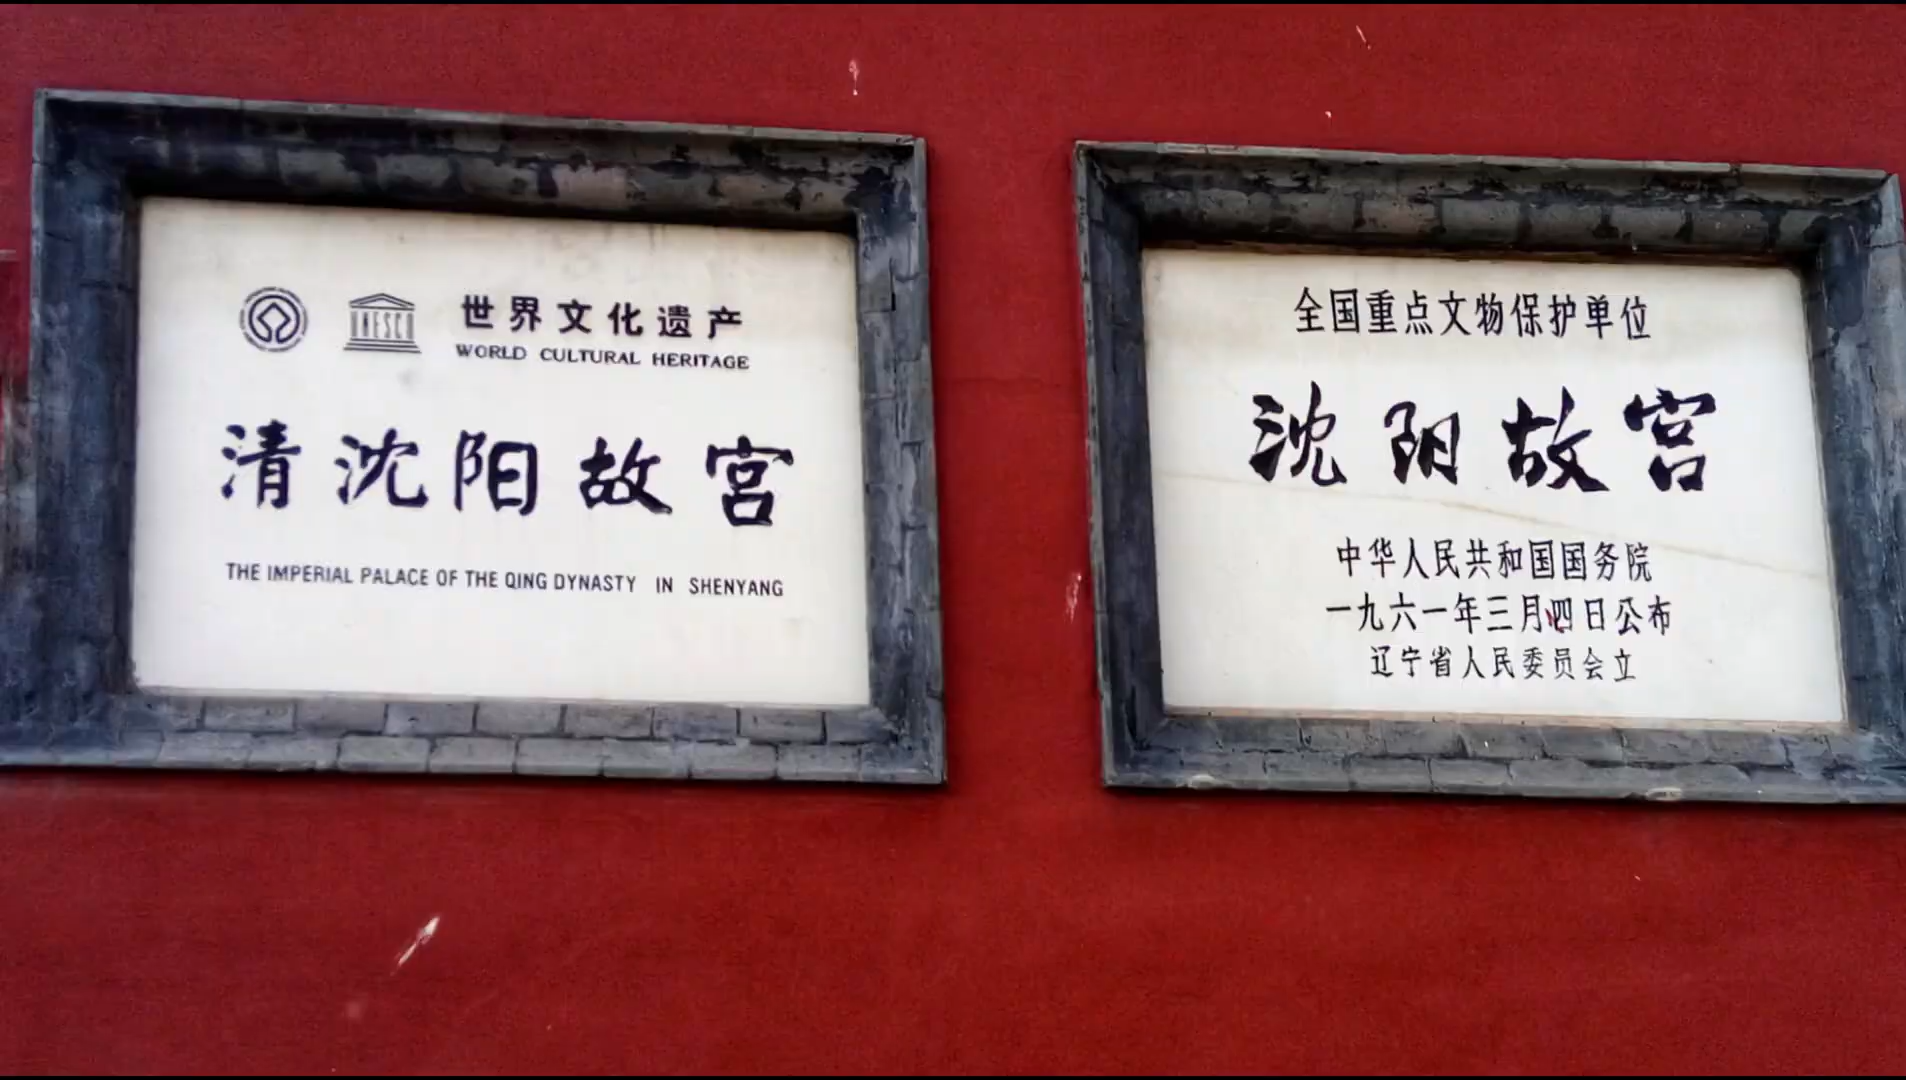 UNESCO
世界文化遗产
WORLD CULTURAL HERITAGE
清沈阳故宫
THE IMPERIAL PALACE OF THE QING DYNASTY IN SHENYANG
全国重点文物保护单位
沈阳故宫
中华人民共和国国务院
一九六一年三月四日公布
辽宁省人民委员会立